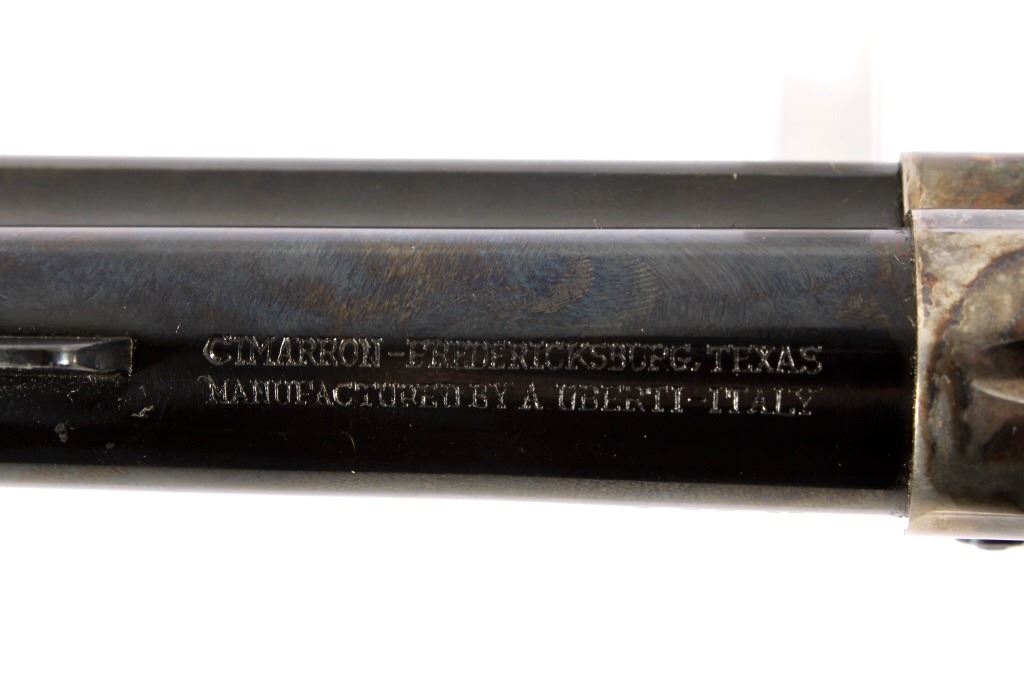 CIMARRON - FREDERICKSBURG, TEXAS
MANUFACTURED BY A. UBERTI - ITALY